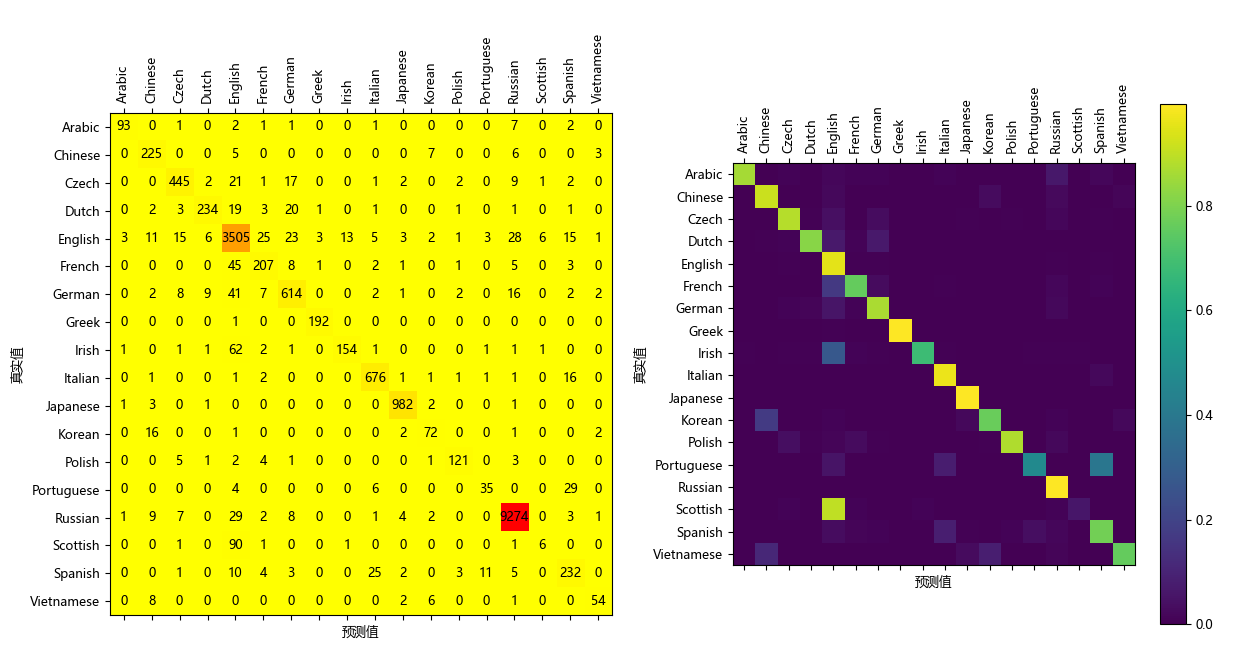 Arabic Chinese Czech Dutch English French German Greek Irish Italian Japanese Korean Polish Portuguese Russian Scottish Spanish Vietnamese
Arabic 93 0 1 0 2 1 1 0 0 1 0 0 0 0 7 0 2 0
Chinese 0 225 0 0 5 0 0 0 0 0 0 7 0 0 6 0 0 3
Czech 0 0 445 2 21 1 17 0 0 1 2 0 2 0 9 1 2 0
Dutch 0 2 3 234 19 3 20 1 0 1 0 0 1 0 5 0 1 0
English 3 11 15 6 3505 25 23 3 13 5 3 2 1 3 28 6 15 1
French 0 0 0 0 45 207 8 1 0 2 1 0 1 0 5 0 3 0
German 0 2 8 9 41 7 614 0 0 2 1 0 2 0 16 0 2 2
Greek 0 0 0 0 1 0 0 192 0 0 0 0 0 0 0 0 0 0
Irish 1 0 1 1 62 2 1 0 154 1 0 0 0 1 1 1 0 0
Italian 0 1 0 0 1 2 0 0 0 676 1 1 1 1 1 0 16 0
Japanese 1 3 0 1 0 0 0 0 0 0 982 2 0 0 1 0 0 0
Korean 0 16 0 0 1 0 0 0 0 0 2 72 0 0 1 0 0 2
Polish 0 0 5 1 2 4 1 0 0 0 0 1 121 0 3 0 0 0
Portuguese 0 0 0 0 4 0 0 0 0 6 0 0 0 35 0 0 29 0
Russian 1 9 7 0 29 2 8 0 0 1 4 2 0 0 9274 0 3 1
Scottish 0 0 1 0 90 1 0 0 1 0 0 0 0 0 1 6 0 0
Spanish 0 0 1 0 10 4 3 0 0 25 2 0 3 11 5 0 232 0
Vietnamese 0 8 0 0 0 0 0 0 0 0 2 6 0 0 1 0 0 54
真实值
预测值
Arabic Chinese Czech Dutch English French German Greek Irish Italian Japanese Korean Polish Portuguese Russian Scottish Spanish Vietnamese
Arabic
Chinese
Czech
Dutch
English
French
German
Greek
Irish
Italian
Japanese
Korean
Polish
Portuguese
Russian
Scottish
Spanish
Vietnamese
真实值
预测值
0.8
0.6
0.4
0.2
0.0